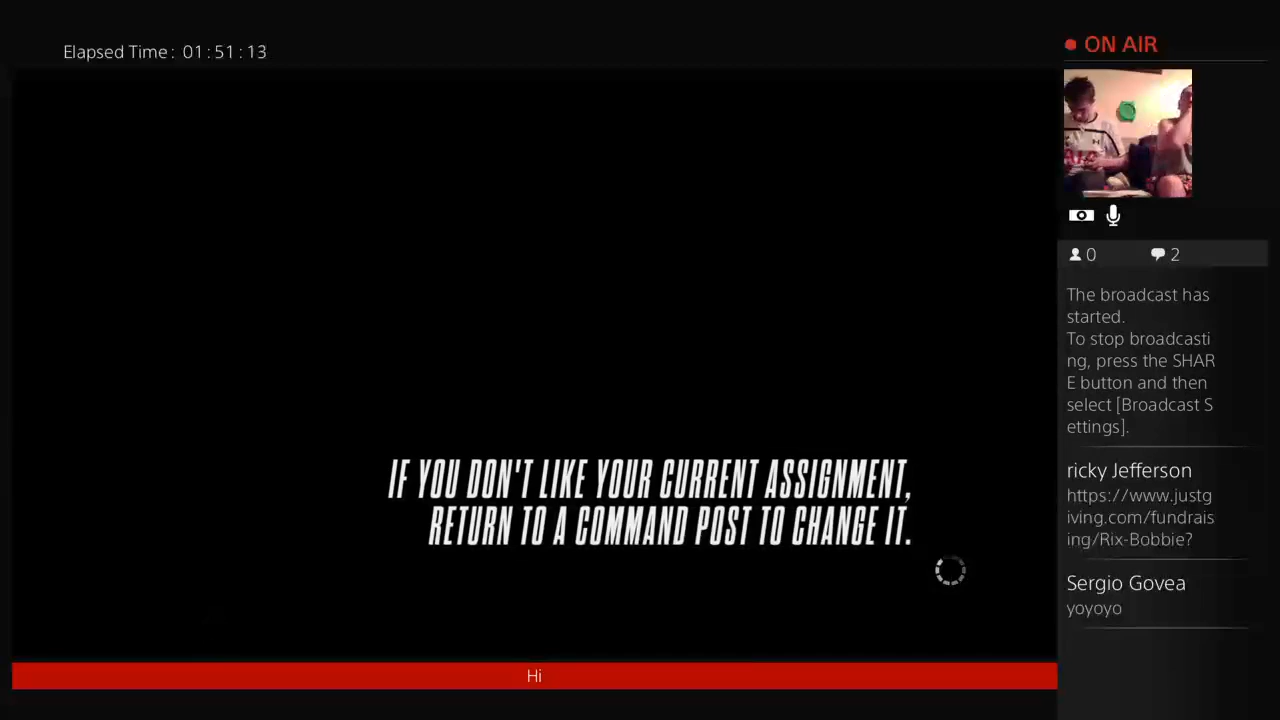 Elapsed Time: 01:51:13
ON AIR
0 2
The broadcast has
started.
To stop broadcasti
ng, press the SHAR
E button and then
select [Broadcast S
ettings].
ricky Jefferson
https://www.justg
iving.com/fundrais
ing/Rix-Bobbie?
Sergio Govea
yoyoyo
IF YOU DON'T LIKE YOUR CURRENT ASSIGNMENT,
RETURN TO A COMMAND POST TO CHANGE IT.
Hi